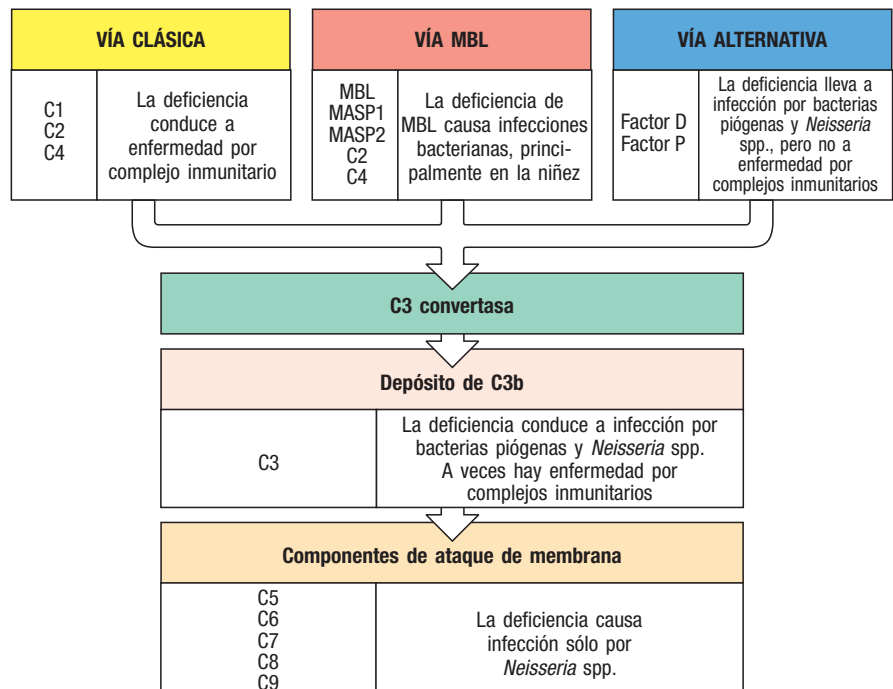 VÍA CLÁSICA
C1
C2
C4
La deficiencia
conduce a
enfermedad por
complejo inmunitario
VÍA MBL
MBL
MASP1
MASP2
C2
C4
La deficiencia de
MBL causa infecciones
bacterianas, princi-
palmente en la niñez
VÍA ALTERNATIVA
Factor D
Factor P
La deficiencia lleva a
infección por bacterias
piógenas y Neisseria
spp., pero no a
enfermedad por
complejos inmunitarios
C3 convertasa
Depósito de C3b
C3
La deficiencia conduce a infección por
bacterias piógenas y Neisseria spp.
A veces hay enfermedad por
complejos inmunitarios
Componentes de ataque de membrana
C5
C6
C7
C8
C9
La deficiencia causa
infección sólo por
Neisseria spp.